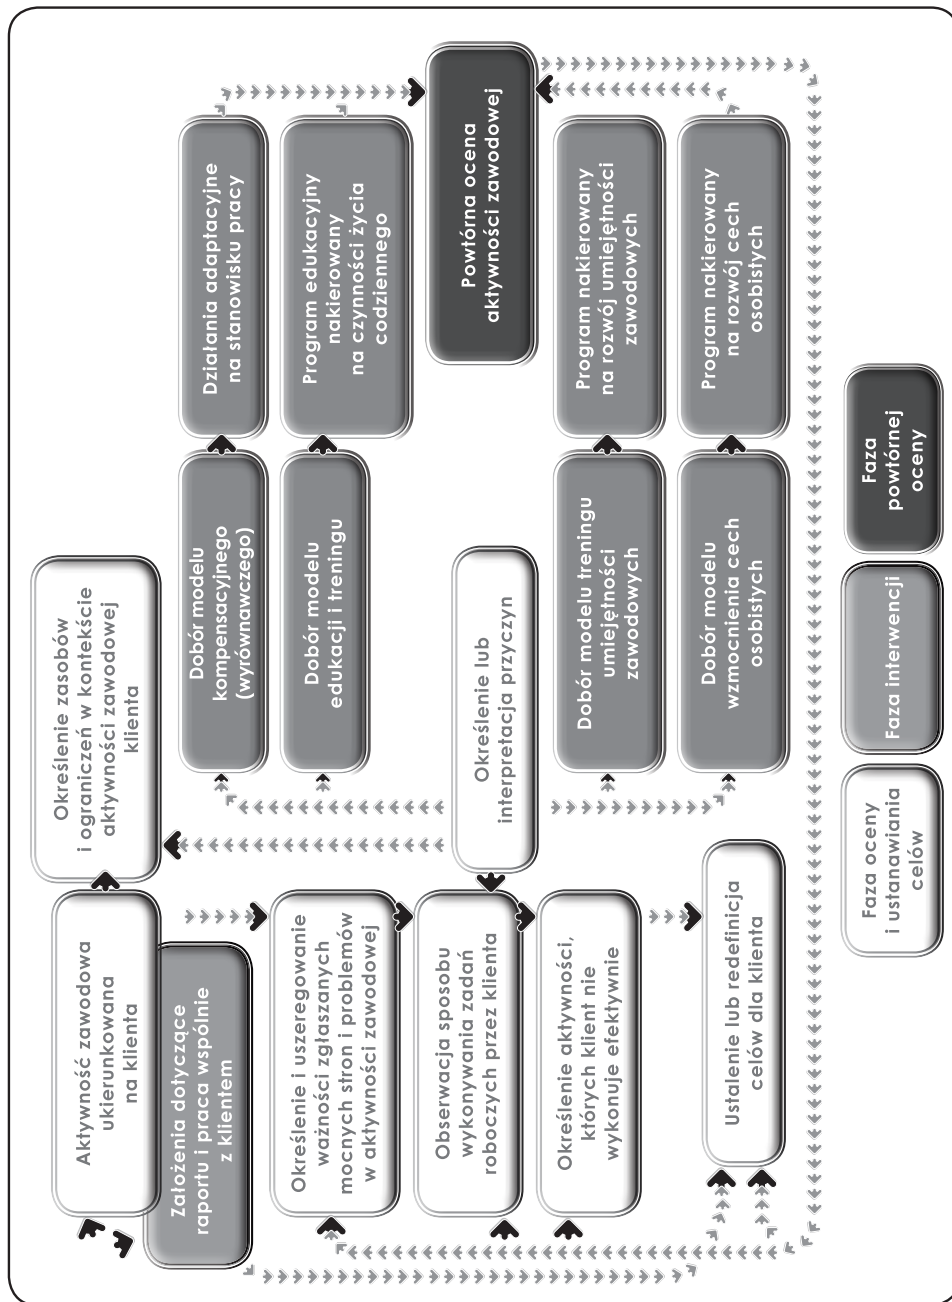 Aktywność zawodowa
ukierunkowana
na klienta
Założenia dotyczące
raportu i praca wspólnie
z klientem
Określenie zasobów
i ograniczeń w kontekście
aktywności zawodowej
klienta
Określenie i uszeregowanie
ważności zgłaszanych
mocnych stron i problemów
w aktywności zawodowej
Obserwacja sposobu
wykonywania zadań
roboczych przez klienta
Określenie aktywności,
których klient nie
wykonuje efektywnie
Ustalenie lub redefinicja
celów dla klienta
Określenie lub
interpretacja przyczyn
Dobór modelu
kompensacyjnego
(wyrównawczego)
Dobór modelu
edukacji i treningu
Dobór modelu treningu
umiejętności
zawodowych
Dobór modelu
wzmocnienia cech
osobistych
Działania adaptacyjne
na stanowisku pracy
Program edukacyjny
nakierowany
na czynności życia
codziennego
Program nakierowany
na rozwój umiejętności
zawodowych
Program nakierowany
na rozwój cech
osobistych
Powtórna ocena
aktywności zawodowej
Faza oceny
i ustanawiania
celów
Faza interwencji
Faza
powtórnej
oceny